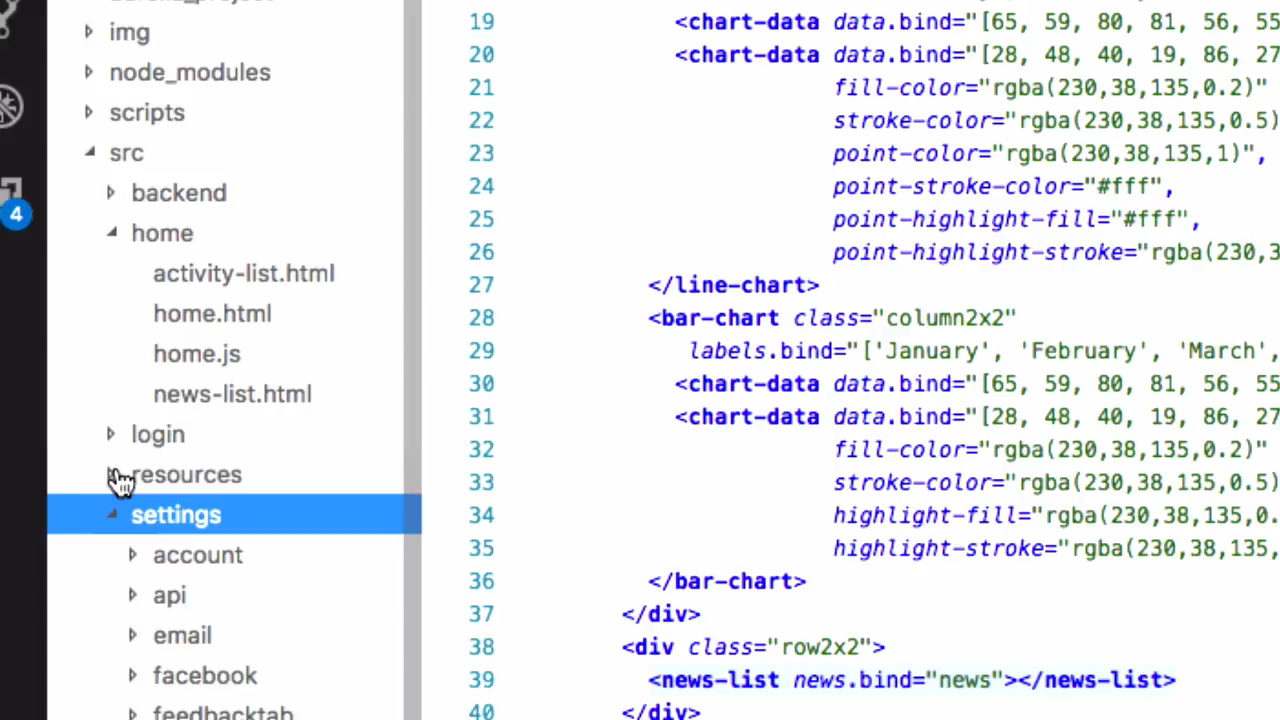 img
node_modules
scripts
src
backend
home
activity-list.html
home.html
home.js
news-list.html
login
resources
settings
account
api
email
facebook
feedbacktab
4
19 <chart-data data.bind="[65, 59, 80, 81, 56, 55
20 <chart-data data.bind="[28, 48, 40, 19, 86, 27
21 fill-color="rgba(230,38,135,0.2)"
22 stroke-color="rgba(230,38,135,0.5)
23 point-color="rgba(230,38,135,1)",
24 point-stroke-color="#fff",
25 point-highlight-fill="#fff",
26 point-highlight-stroke="rgba(230,3
27 </line-chart>
28 <bar-chart class="column2x2"
29 labels.bind="['January', 'February', 'March',
30 <chart-data data.bind="[65, 59, 80, 81, 56, 55
31 <chart-data data.bind="[28, 48, 40, 19, 86, 27
32 fill-color="rgba(230,38,135,0.2)"
33 stroke-color="rgba(230,38,135,0.5)
34 highlight-fill="rgba(230,38,135,0.
35 highlight-stroke="rgba(230,38,135,
36 </bar-chart>
37 </div>
38 <div class="row2x2">
39 <news-list news.bind="news"></news-list>
40 </div>